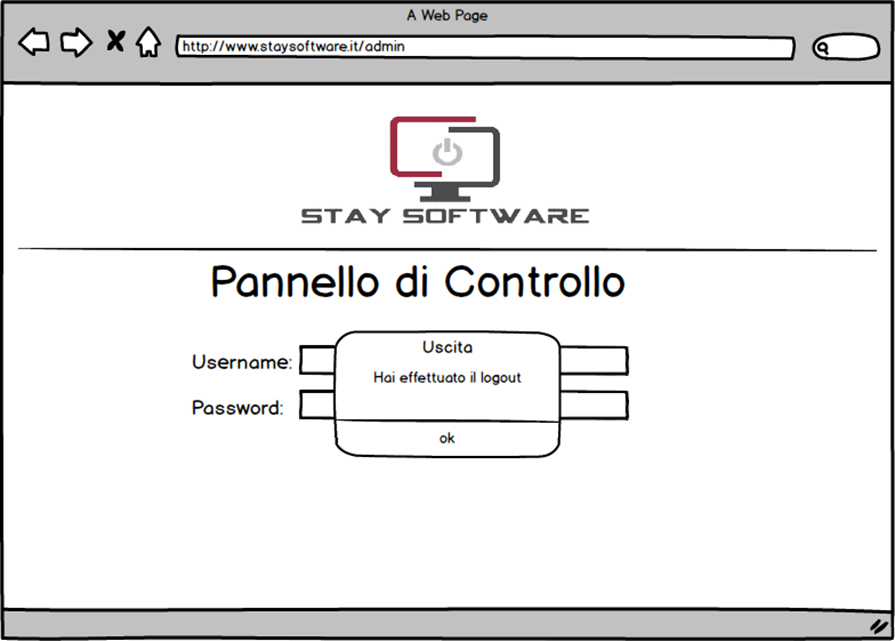 A Web Page
http://www.staysoftware.it/admin
STAY SOFTWARE
Pannello di Controllo
Uscita
Username:
Hai effettuato il logout
Password:
ok